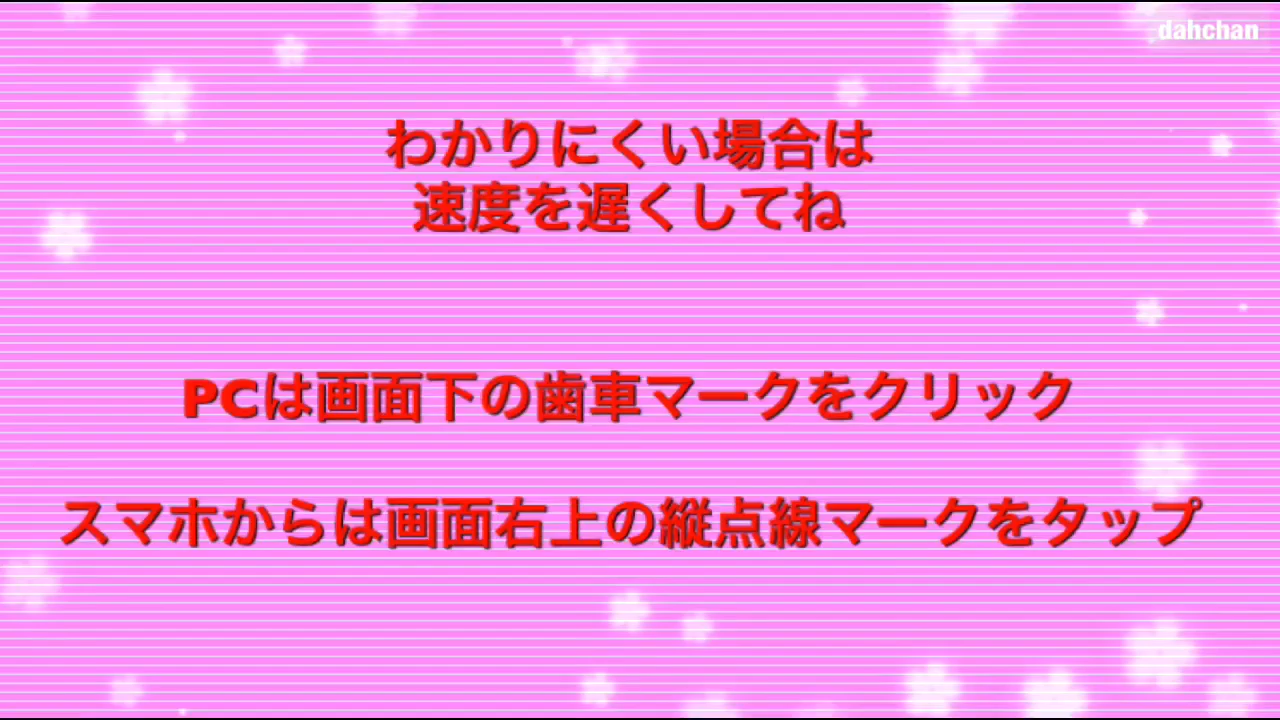 dahchan
わかりにくい場合は
速度を遅くしてね
PCは画面下の歯車マークをクリック
スマホからは画面右上の縦点線マークをタップ